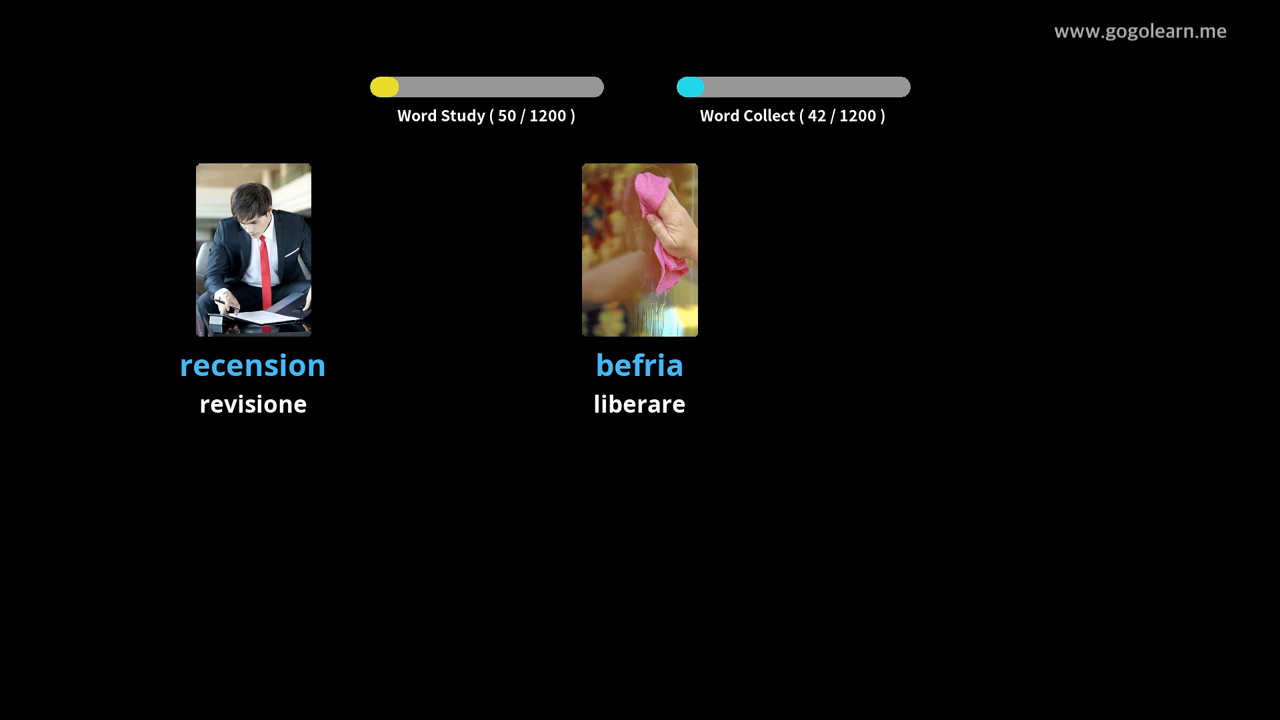 www.gogolearn.me
Word Study ( 50 / 1200 )
Word Collect ( 42 / 1200 )
recension
revisione
befria
liberare